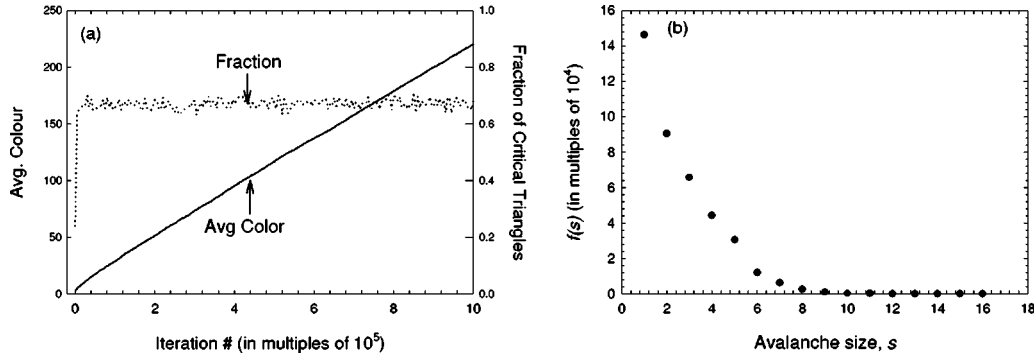 (a)
Fraction
Avg Color
250
200
150
100
50
0
Avg. Colour
1.0
0.8
0.6
0.4
0.2
0.0
Fraction of Critical Triangles
0 2 4 6 8 10
Iteration # (in multiples of 10⁵)
(b)
16
14
12
10
8
6
4
2
0
f(s) (in multiples of 10⁴)
0 2 4 6 8 10 12 14 16 18
Avalanche size, s